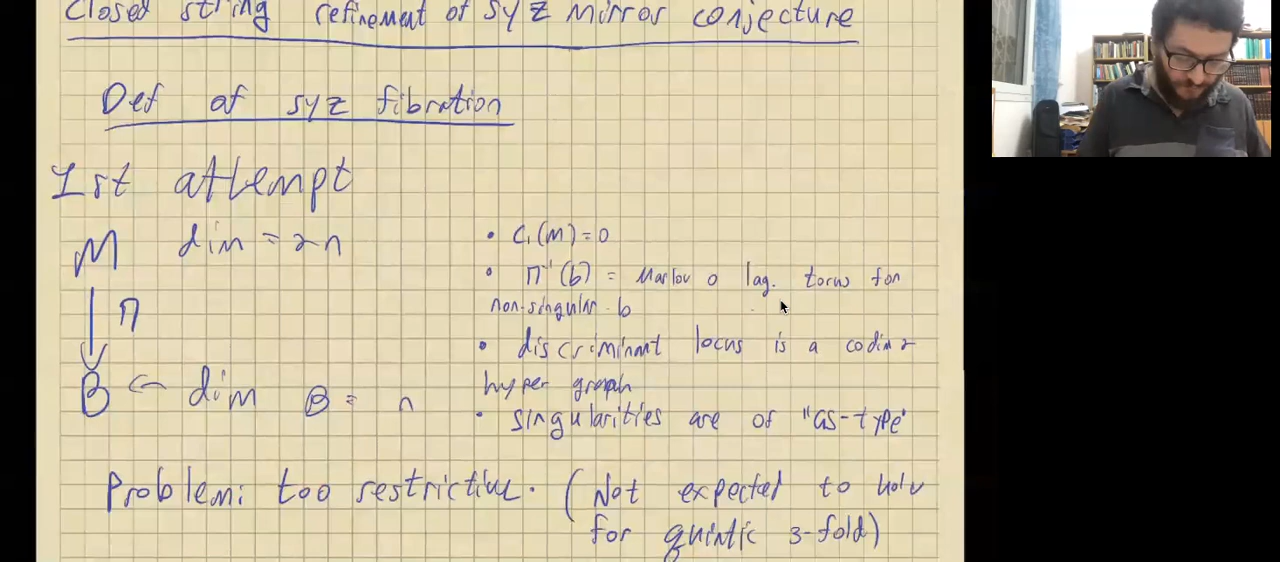 Closed string refinement of SYZ mirror conjecture
Def of SYZ fibration
1st attempt
M dim = 2n
Π
B ← dim B = n
• C₁(M) = 0
• Π⁻¹(b) = Maslov 0 lag. torus for
non-singular b
• discriminant locus is a codim 2
hyper graph
• singularities are of "GS-type"
Problem: too restrictive. (Not expected to hold
for quintic 3-fold)